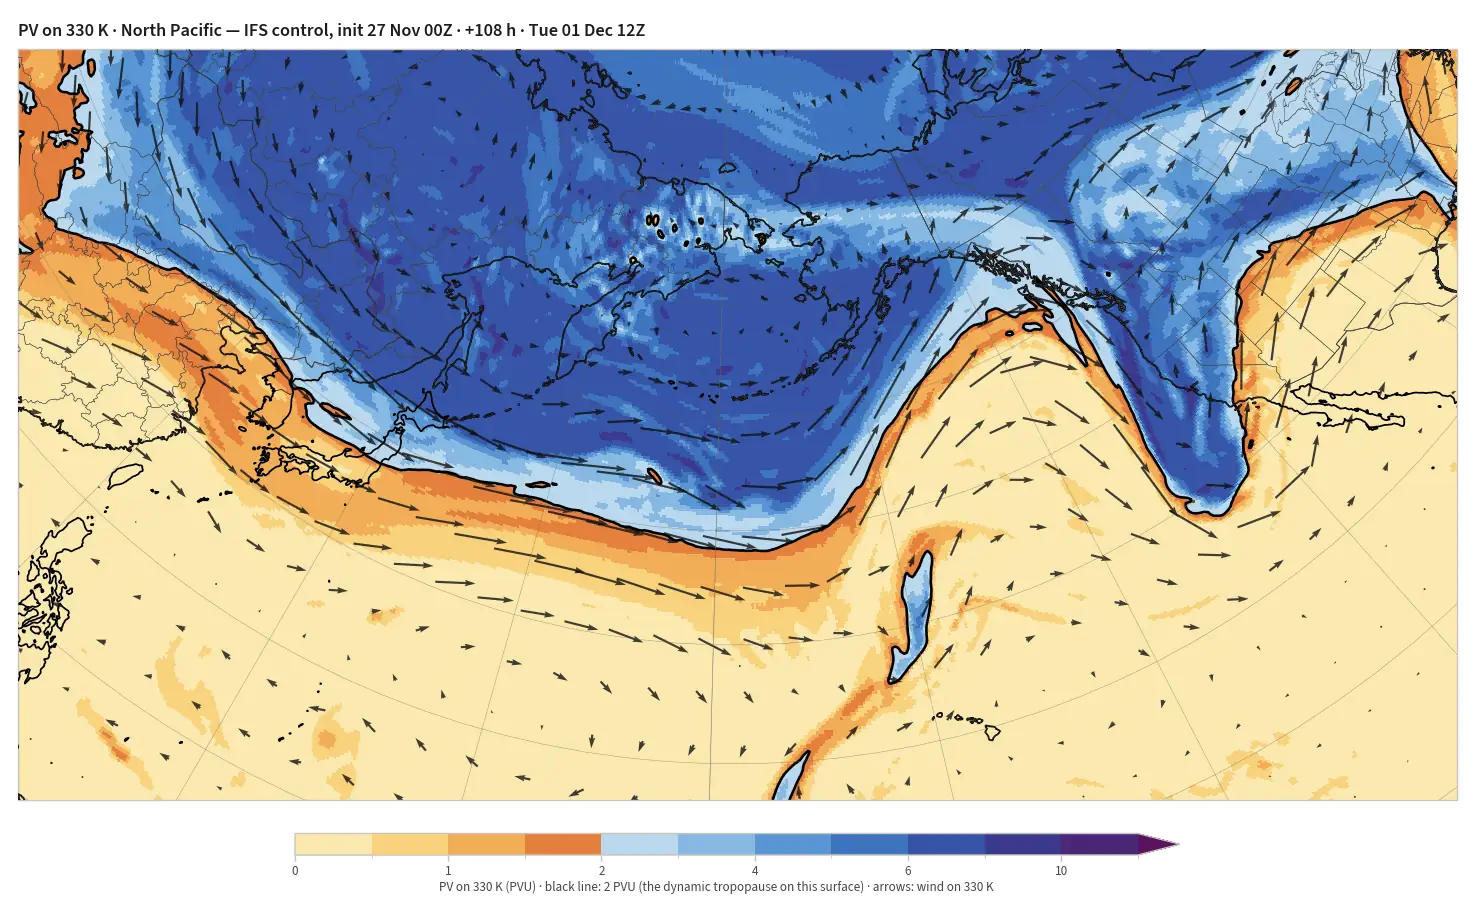 PV on 330 K · North Pacific — IFS control, init 27 Nov 00Z · +108 h · Tue 01 Dec 12Z
0 1 2 4 6 10
PV on 330 K (PVU) · black line: 2 PVU (the dynamic tropopause on this surface) · arrows: wind on 330 K